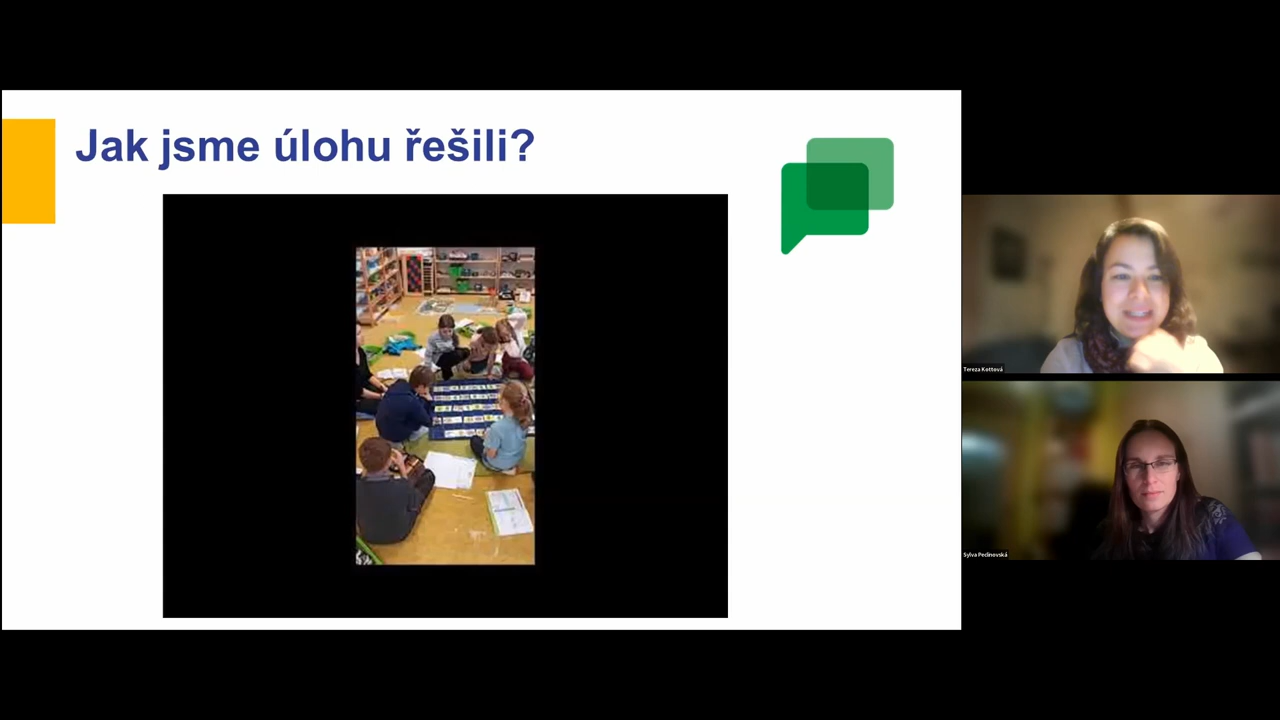 Jak jsme úlohu řešili?
Tereza Kottová
Sylva Pecinovská